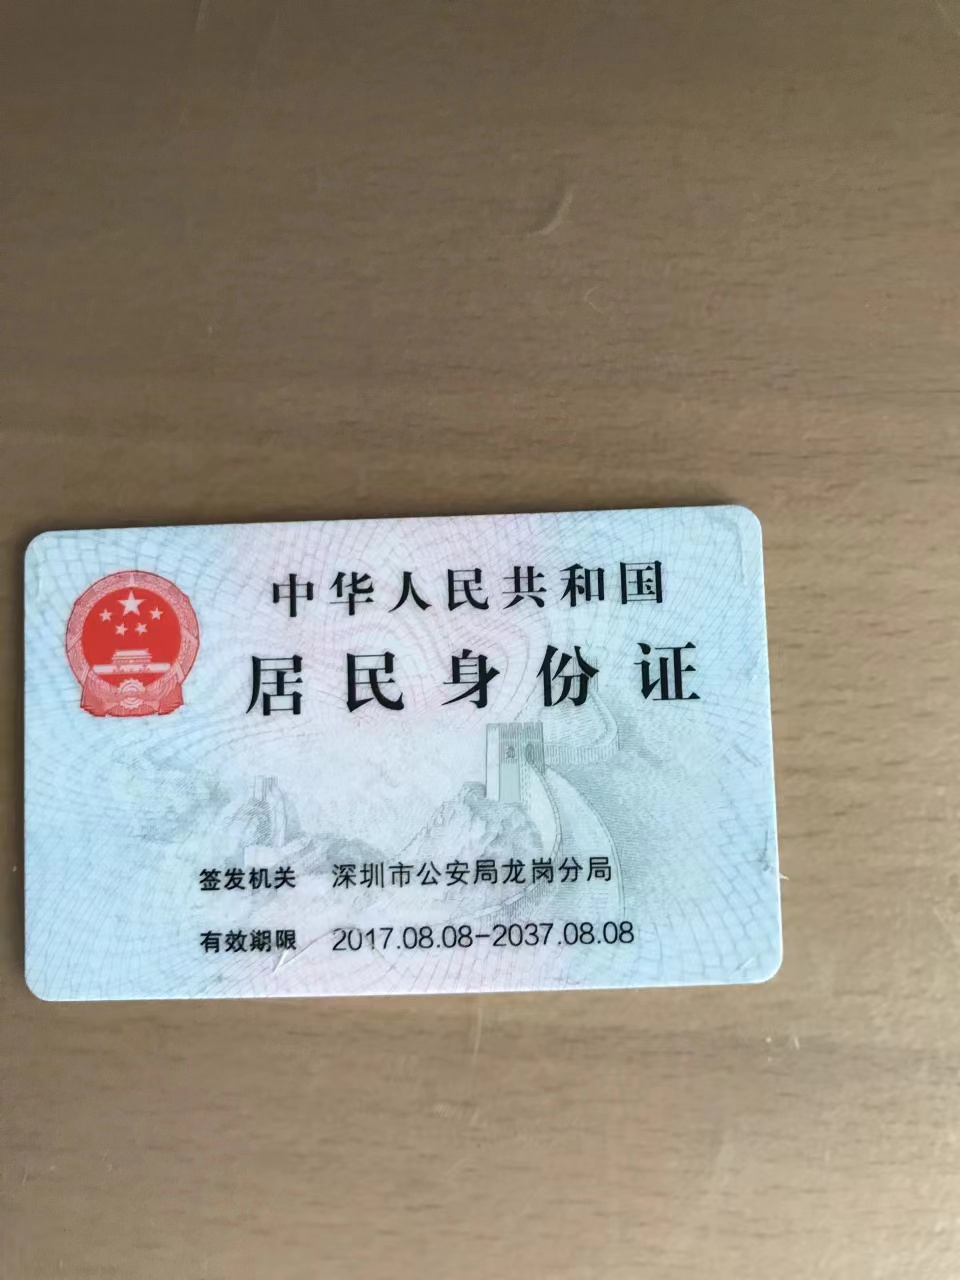 中华人民共和国
居民身份证
签发机关 深圳市公安局龙岗分局
有效期限 2017.08.08-2037.08.08